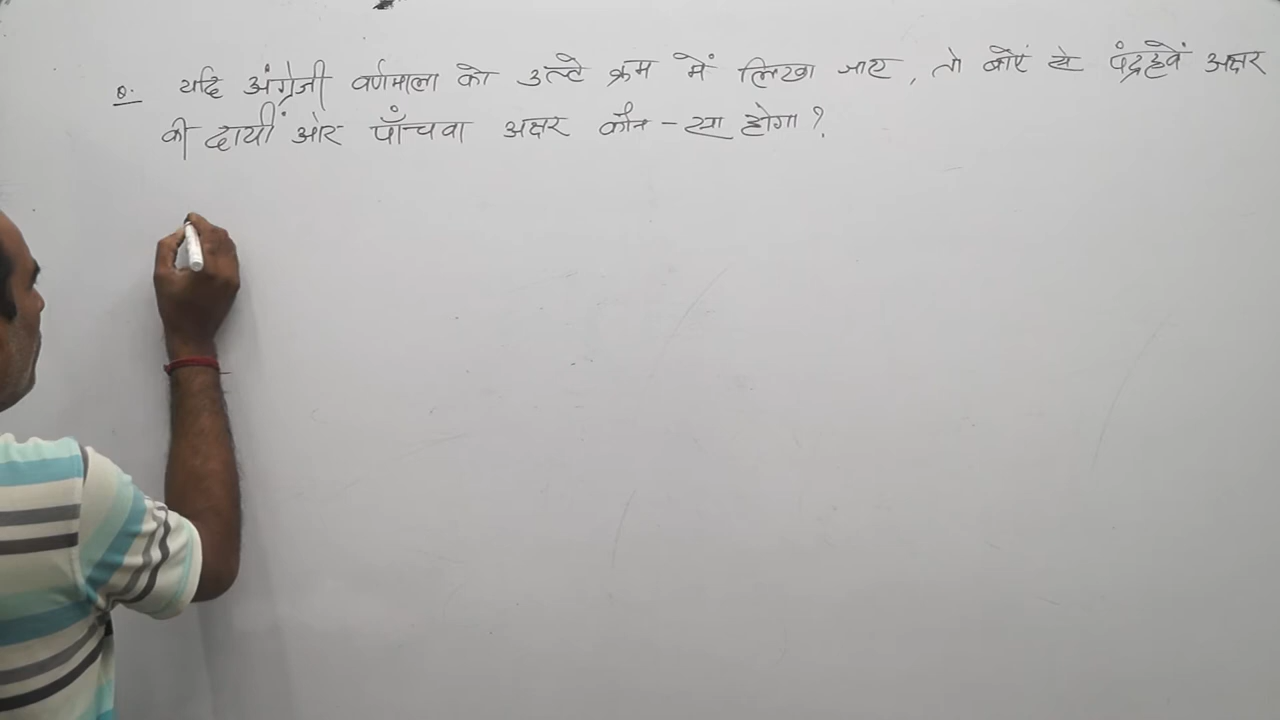 Q. यदि अंग्रेजी वर्णमाला को उल्टे क्रम में लिखा जाए, तो बाएं से पंद्रहवें अक्षर
की दायीं ओर पाँचवा अक्षर कौन-सा होगा?